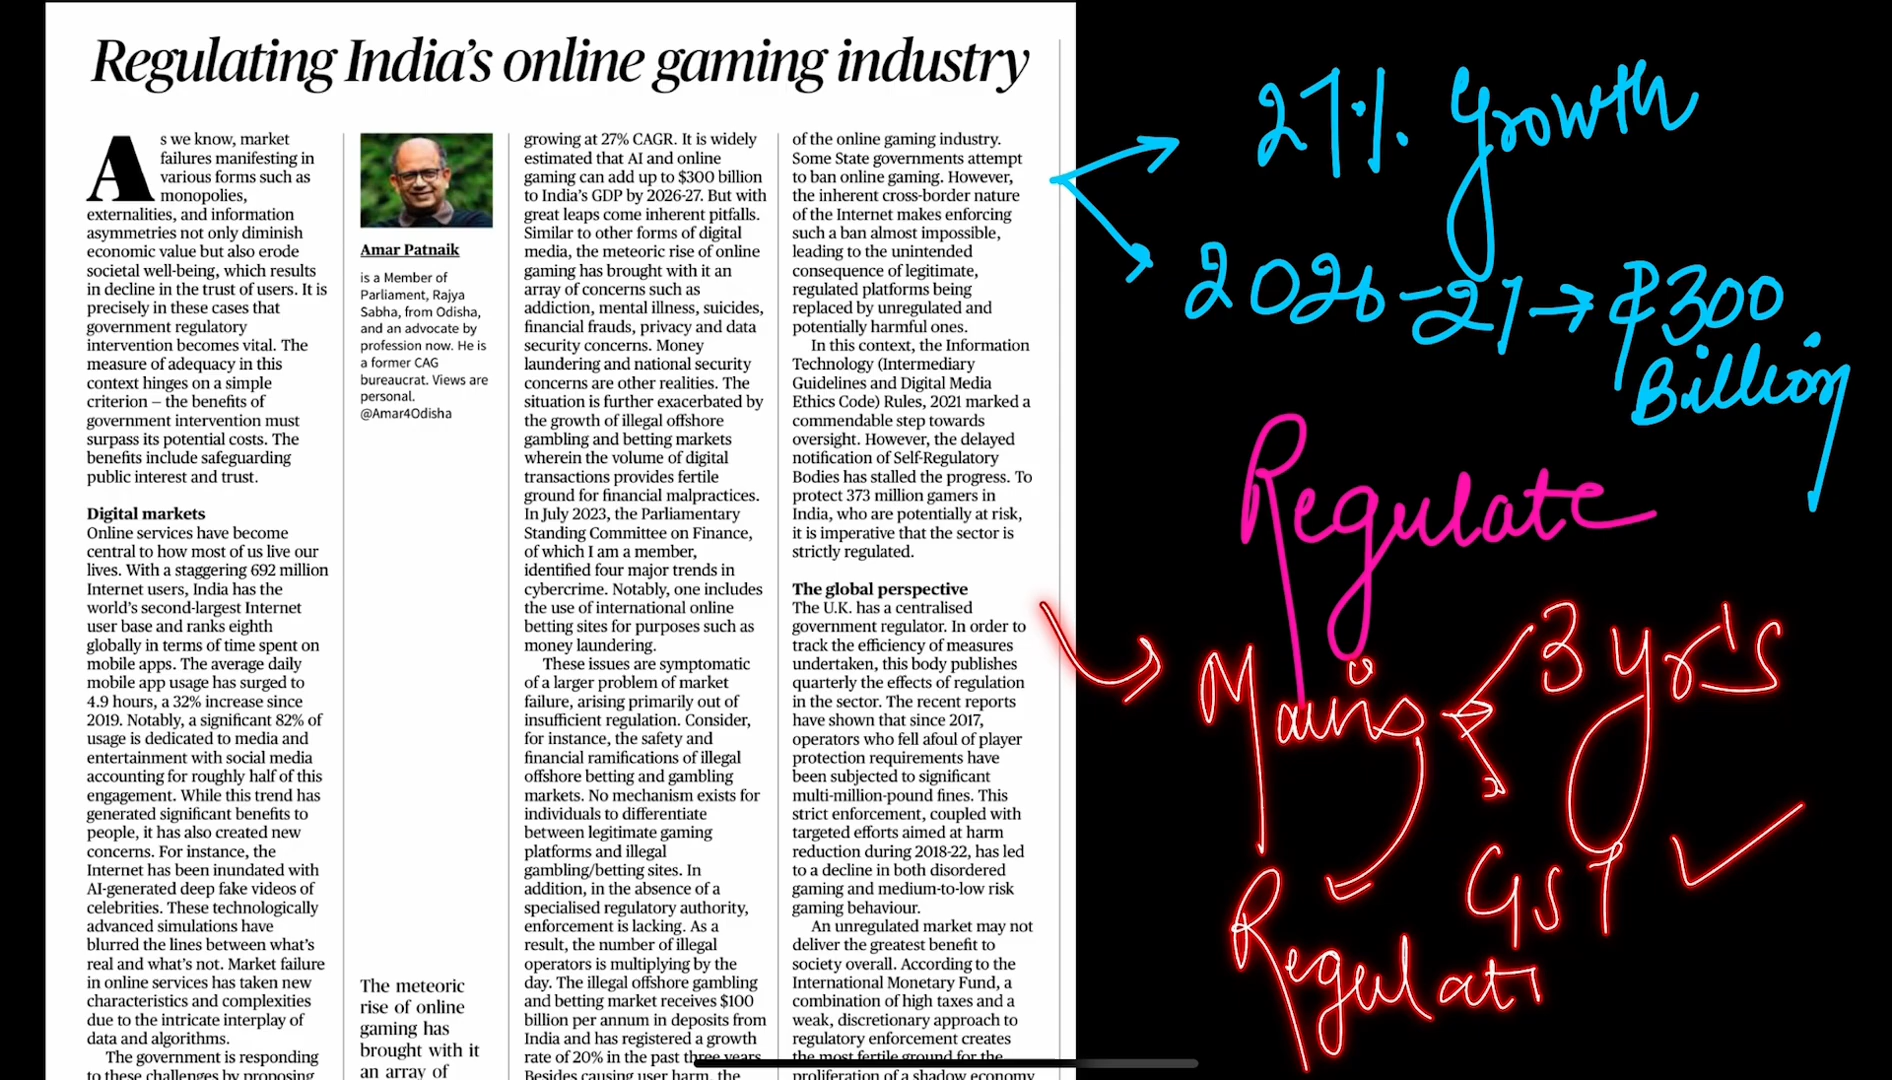 Regulating India's online gaming industry
As we know, market
failures manifesting in
various forms such as
monopolies,
externalities, and information
asymmetries not only diminish
economic value but also erode
societal well-being, which results
in decline in the trust of users. It is
precisely in these cases that
government regulatory
intervention becomes vital. The
measure of adequacy in this
context hinges on a simple
criterion – the benefits of
government intervention must
surpass its potential costs. The
benefits include safeguarding
public interest and trust.
Digital markets
Online services have become
central to how most of us live our
lives. With a staggering 692 million
Internet users, India has the
world's second-largest Internet
user base and ranks eighth
globally in terms of time spent on
mobile apps. The average daily
mobile app usage has surged to
4.9 hours, a 32% increase since
2019. Notably, a significant 82% of
usage is dedicated to media and
entertainment with social media
accounting for roughly half of this
engagement. While this trend has
generated significant benefits to
people, it has also created new
concerns. For instance, the
Internet has been inundated with
AI-generated deep fake videos of
celebrities. These technologically
advanced simulations have
blurred the lines between what's
real and what's not. Market failure
in online services has taken new
characteristics and complexities
due to the intricate interplay of
data and algorithms.
The government is responding
to these challenges by proposing
Amar Patnaik
is a Member of
Parliament, Rajya
Sabha, from Odisha,
and an advocate by
profession now. He is
a former CAG
bureaucrat. Views are
personal.
@Amar4Odisha
The meteoric
rise of online
gaming has
brought with it
an array of
growing at 27% CAGR. It is widely
estimated that AI and online
gaming can add up to $300 billion
to India's GDP by 2026-27. But with
great leaps come inherent pitfalls.
Similar to other forms of digital
media, the meteoric rise of online
gaming has brought with it an
array of concerns such as
addiction, mental illness, suicides,
financial frauds, privacy and data
security concerns. Money
laundering and national security
concerns are other realities. The
situation is further exacerbated by
the growth of illegal offshore
gambling and betting markets
wherein the volume of digital
transactions provides fertile
ground for financial malpractices.
In July 2023, the Parliamentary
Standing Committee on Finance,
of which I am a member,
identified four major trends in
cybercrime. Notably, one includes
the use of international online
betting sites for purposes such as
money laundering.
These issues are symptomatic
of a larger problem of market
failure, arising primarily out of
insufficient regulation. Consider,
for instance, the safety and
financial ramifications of illegal
offshore betting and gambling
markets. No mechanism exists for
individuals to differentiate
between legitimate gaming
platforms and illegal
gambling/betting sites. In
addition, in the absence of a
specialised regulatory authority,
enforcement is lacking. As a
result, the number of illegal
operators is multiplying by the
day. The illegal offshore gambling
and betting market receives $100
billion per annum in deposits from
India and has registered a growth
rate of 20% in the past three years.
Besides causing user harm, the
of the online gaming industry.
Some State governments attempt
to ban online gaming. However,
the inherent cross-border nature
of the Internet makes enforcing
such a ban almost impossible,
leading to the unintended
consequence of legitimate,
regulated platforms being
replaced by unregulated and
potentially harmful ones.
In this context, the Information
Technology (Intermediary
Guidelines and Digital Media
Ethics Code) Rules, 2021 marked a
commendable step towards
oversight. However, the delayed
notification of Self-Regulatory
Bodies has stalled the progress. To
protect 373 million gamers in
India, who are potentially at risk,
it is imperative that the sector is
strictly regulated.
The global perspective
The U.K. has a centralised
government regulator. In order to
track the efficiency of measures
undertaken, this body publishes
quarterly the effects of regulation
in the sector. The recent reports
have shown that since 2017,
operators who fell afoul of player
protection requirements have
been subjected to significant
multi-million-pound fines. This
strict enforcement, coupled with
targeted efforts aimed at harm
reduction during 2018-22, has led
to a decline in both disordered
gaming and medium-to-low risk
gaming behaviour.
An unregulated market may not
deliver the greatest benefit to
society overall. According to the
International Monetary Fund, a
combination of high taxes and a
weak, discretionary approach to
regulatory enforcement creates
the most fertile ground for the
proliferation of a shadow economy
27% Growth
2026-27 → $300
Billion
Regulate
Mains 3 yr's
GST
Regulati